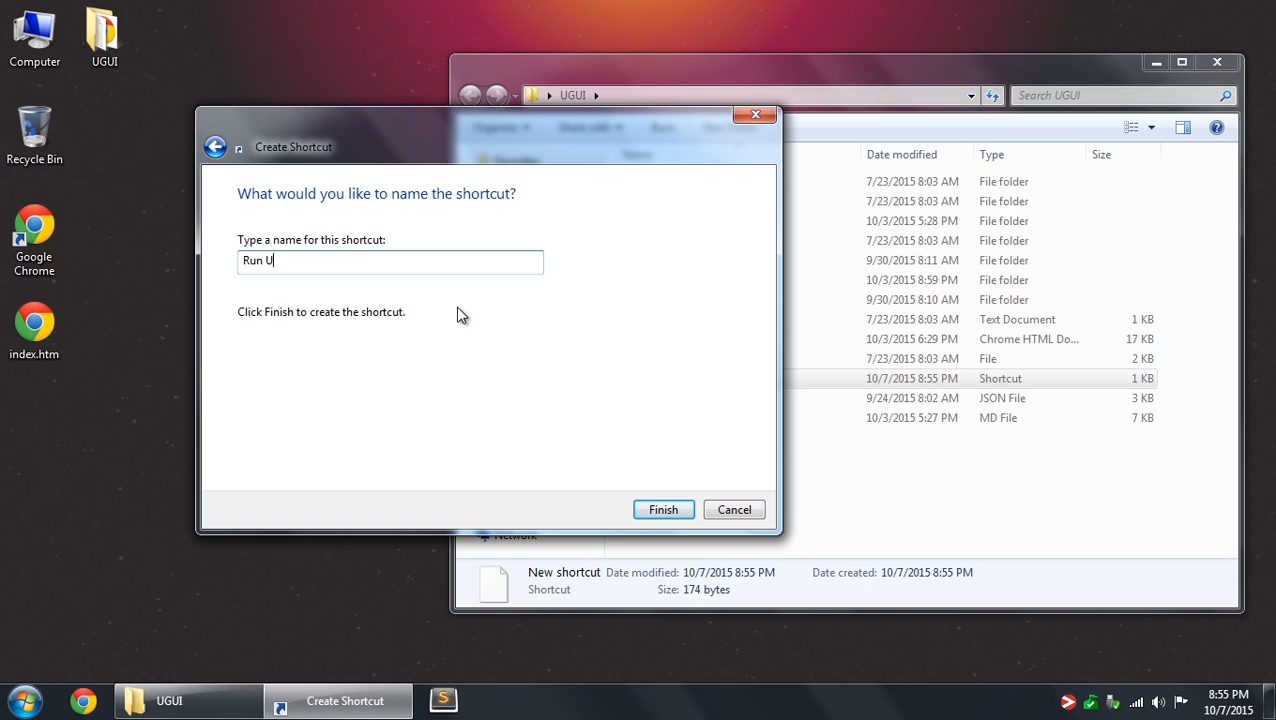 Computer
UGUI
Recycle Bin
Google
Chrome
index.htm
UGUI
Search UGUI
Create Shortcut
What would you like to name the shortcut?
Type a name for this shortcut:
Run U
Click Finish to create the shortcut.
Finish
Cancel
Date modified Type Size
7/23/2015 8:03 AM File folder
7/23/2015 8:03 AM File folder
10/3/2015 5:28 PM File folder
7/23/2015 8:03 AM File folder
9/30/2015 8:11 AM File folder
10/3/2015 8:59 PM File folder
9/30/2015 8:10 AM File folder
7/23/2015 8:03 AM Text Document 1 KB
10/3/2015 6:29 PM Chrome HTML Do... 17 KB
7/23/2015 8:03 AM File 2 KB
10/7/2015 8:55 PM Shortcut 1 KB
9/24/2015 8:02 AM JSON File 3 KB
10/3/2015 5:27 PM MD File 7 KB
Network
New shortcut Date modified: 10/7/2015 8:55 PM Date created: 10/7/2015 8:55 PM
Shortcut Size: 174 bytes
UGUI
Create Shortcut
8:55 PM
10/7/2015